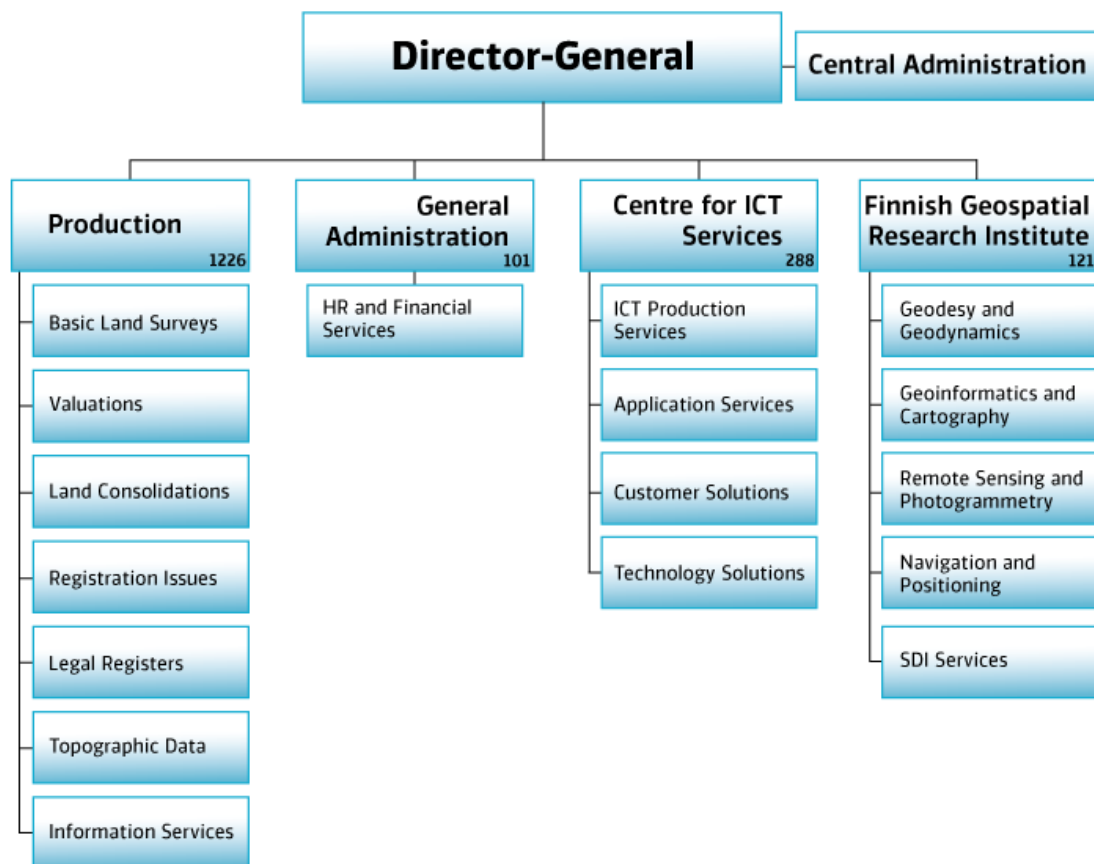 Director-General
Central Administration
Production
1226
Basic Land Surveys
Valuations
Land Consolidations
Registration Issues
Legal Registers
Topographic Data
Information Services
General
Administration
101
HR and Financial
Services
Centre for ICT
Services
288
ICT Production
Services
Application Services
Customer Solutions
Technology Solutions
Finnish Geospatial
Research Institute
121
Geodesy and
Geodynamics
Geoinformatics and
Cartography
Remote Sensing and
Photogrammetry
Navigation and
Positioning
SDI Services